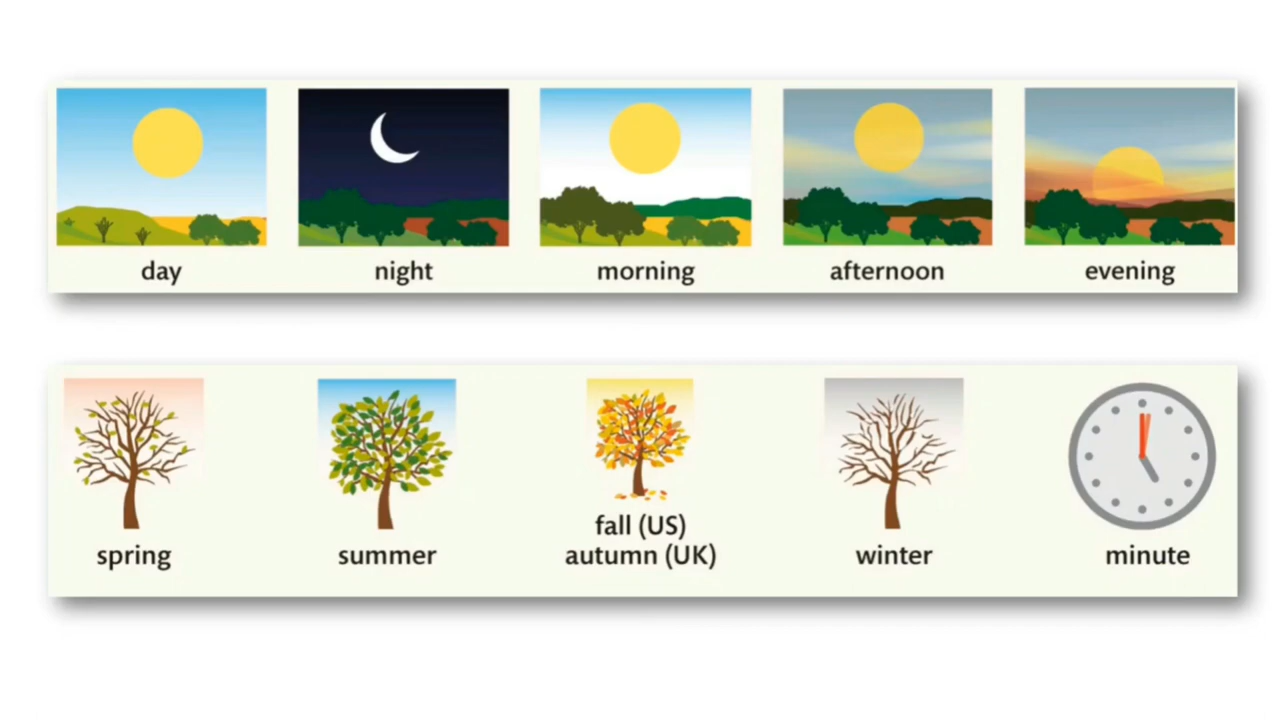 day
night
morning
afternoon
evening
spring
summer
fall (US)
autumn (UK)
winter
minute